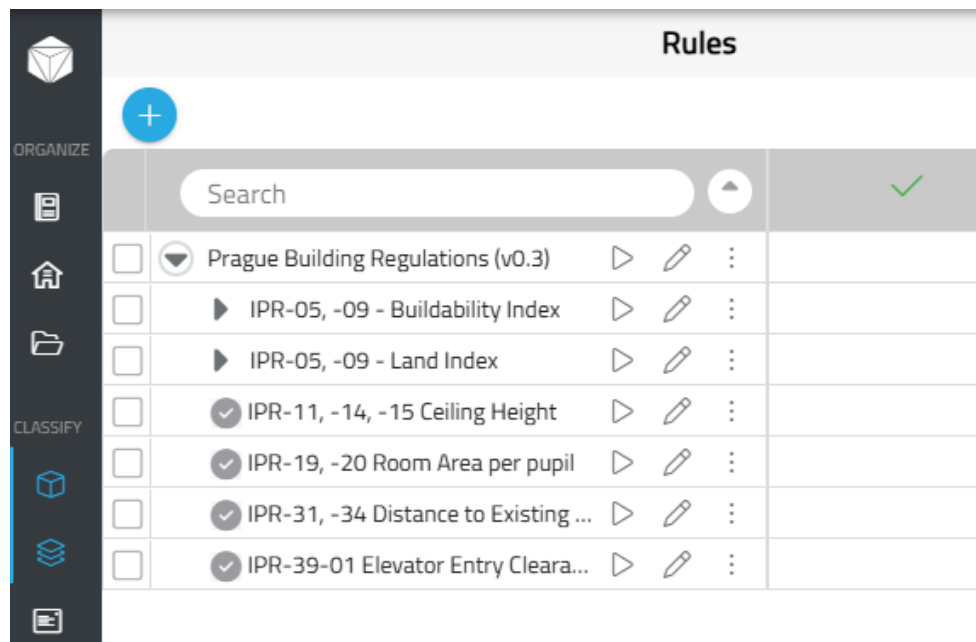 Rules
ORGANIZE
Search
Prague Building Regulations (v0.3)
IPR-05, -09 - Buildability Index
IPR-05, -09 - Land Index
IPR-11, -14, -15 Ceiling Height
CLASSIFY
IPR-19, -20 Room Area per pupil
IPR-31, -34 Distance to Existing ...
IPR-39-01 Elevator Entry Cleara...